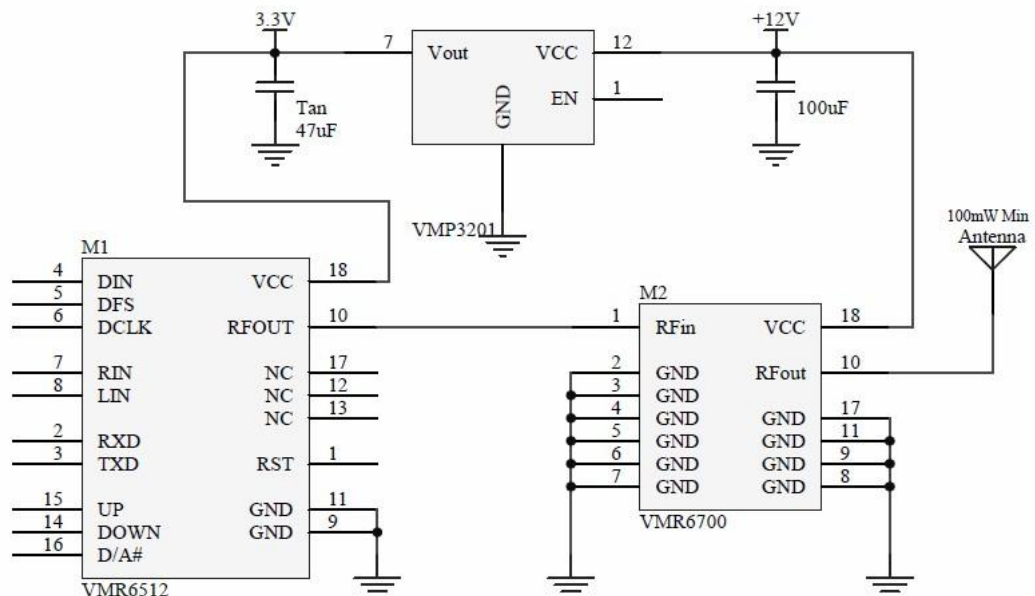 3.3V
+12V
7
Vout
VCC
12
EN
1
GND
Tan
47uF
100uF
VMP3201
100mW Min
Antenna
M1
4
DIN
VCC
18
5
DFS
6
DCLK
RFOUT
10
7
RIN
NC
17
8
LIN
NC
12
NC
13
2
RXD
3
TXD
RST
1
15
UP
GND
11
14
DOWN
GND
9
16
D/A#
VMR6512
M2
1
RFin
VCC
18
2
GND
RFout
10
3
GND
4
GND
GND
17
5
GND
GND
11
6
GND
GND
9
7
GND
GND
8
VMR6700